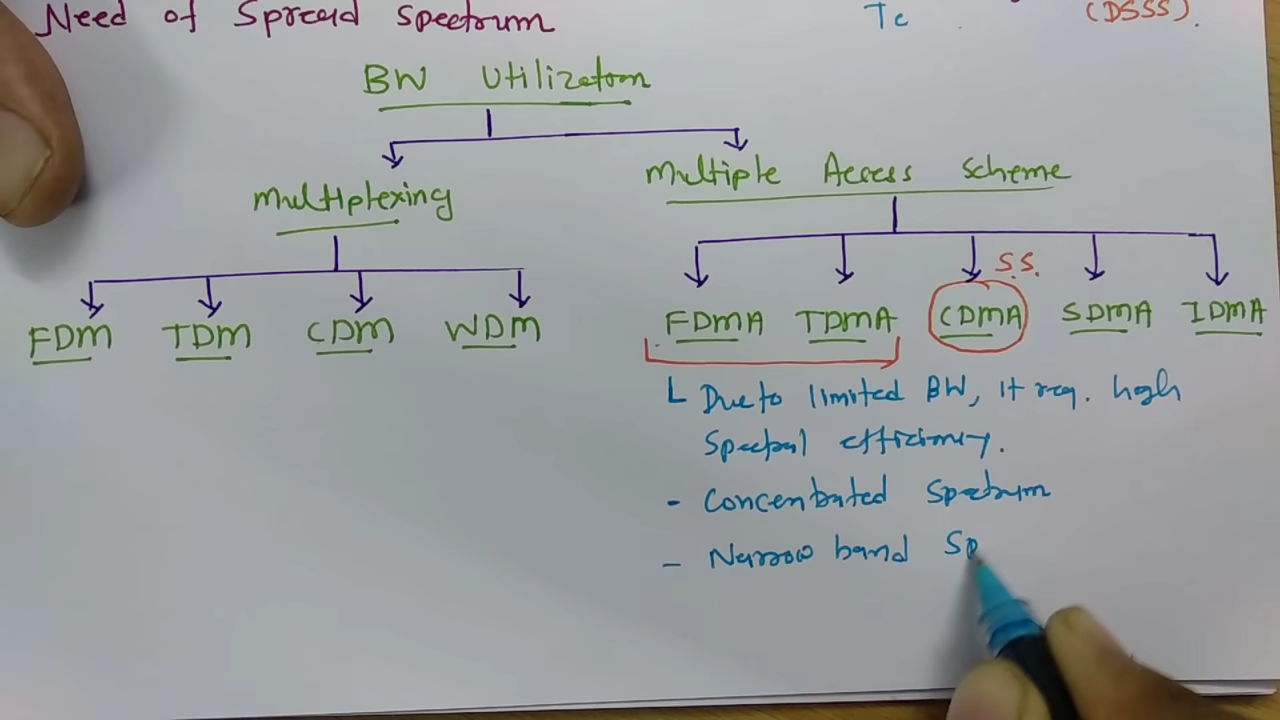 Need of Spread Spectrum
Tc
(DSSS).
BW Utilization
Multiplexing
Multiple Access Scheme
S.S.
FDM TDM CDM WDM
FDMA TDMA CDMA SDMA IDMA
Due to limited BW, it req. high
Spectral efficiency.
- Concentrated Spectrum
- Narrow band Sp